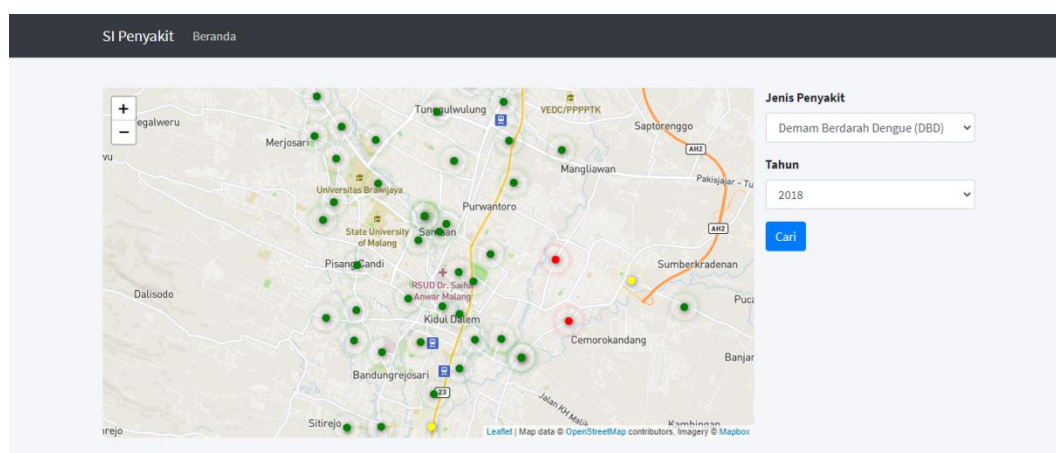 SI Penyakit Beranda
+
−
egalweru
Tunggulwulung
VEDC/PPPPTK
Saptorenggo
Merjosari
AH2
vu
Mangliawan
Pakisjajar - Tu
Universitas Brawijaya
Purwantoro
State University
of Malang
Samaan
AH2
Pisang Candi
Sumberkradenan
RSUD Dr. Saiful
Anwar Malang
Dalisodo
Puca
Kidul Dalem
Cemorokandang
Banjar
Bandungrejosari
23
Jalan KH Malik
Sitirejo
Kambingan
irejo
Leaflet | Map data © OpenStreetMap contributors, Imagery © Mapbox
Jenis Penyakit
Demam Berdarah Dengue (DBD)
Tahun
2018
Cari